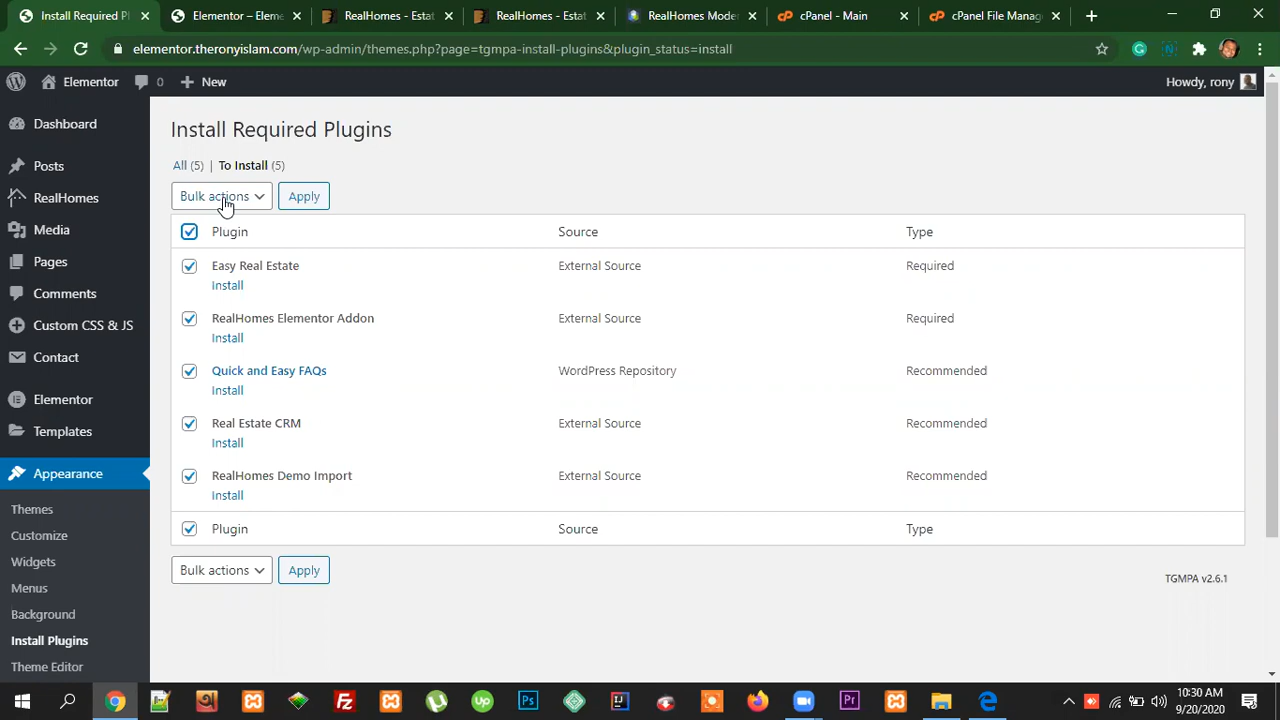 Install Required Pl
Elementor – Eleme
RealHomes - Estat
RealHomes - Estat
RealHomes Moder
cPanel - Main
cPanel File Manag
elementor.theronyislam.com/wp-admin/themes.php?page=tgmpa-install-plugins&plugin_status=install
Elementor
0
New
Howdy, rony
Dashboard
Posts
RealHomes
Media
Pages
Comments
Custom CSS & JS
Contact
Elementor
Templates
Appearance
Themes
Customize
Widgets
Menus
Background
Install Plugins
Theme Editor
Install Required Plugins
All (5) | To Install (5)
Bulk actions
Apply
Plugin Source Type
Easy Real Estate External Source Required
Install
RealHomes Elementor Addon External Source Required
Install
Quick and Easy FAQs WordPress Repository Recommended
Install
Real Estate CRM External Source Recommended
Install
RealHomes Demo Import External Source Recommended
Install
Plugin Source Type
Bulk actions
Apply
TGMPA v2.6.1
10:30 AM
9/20/2020